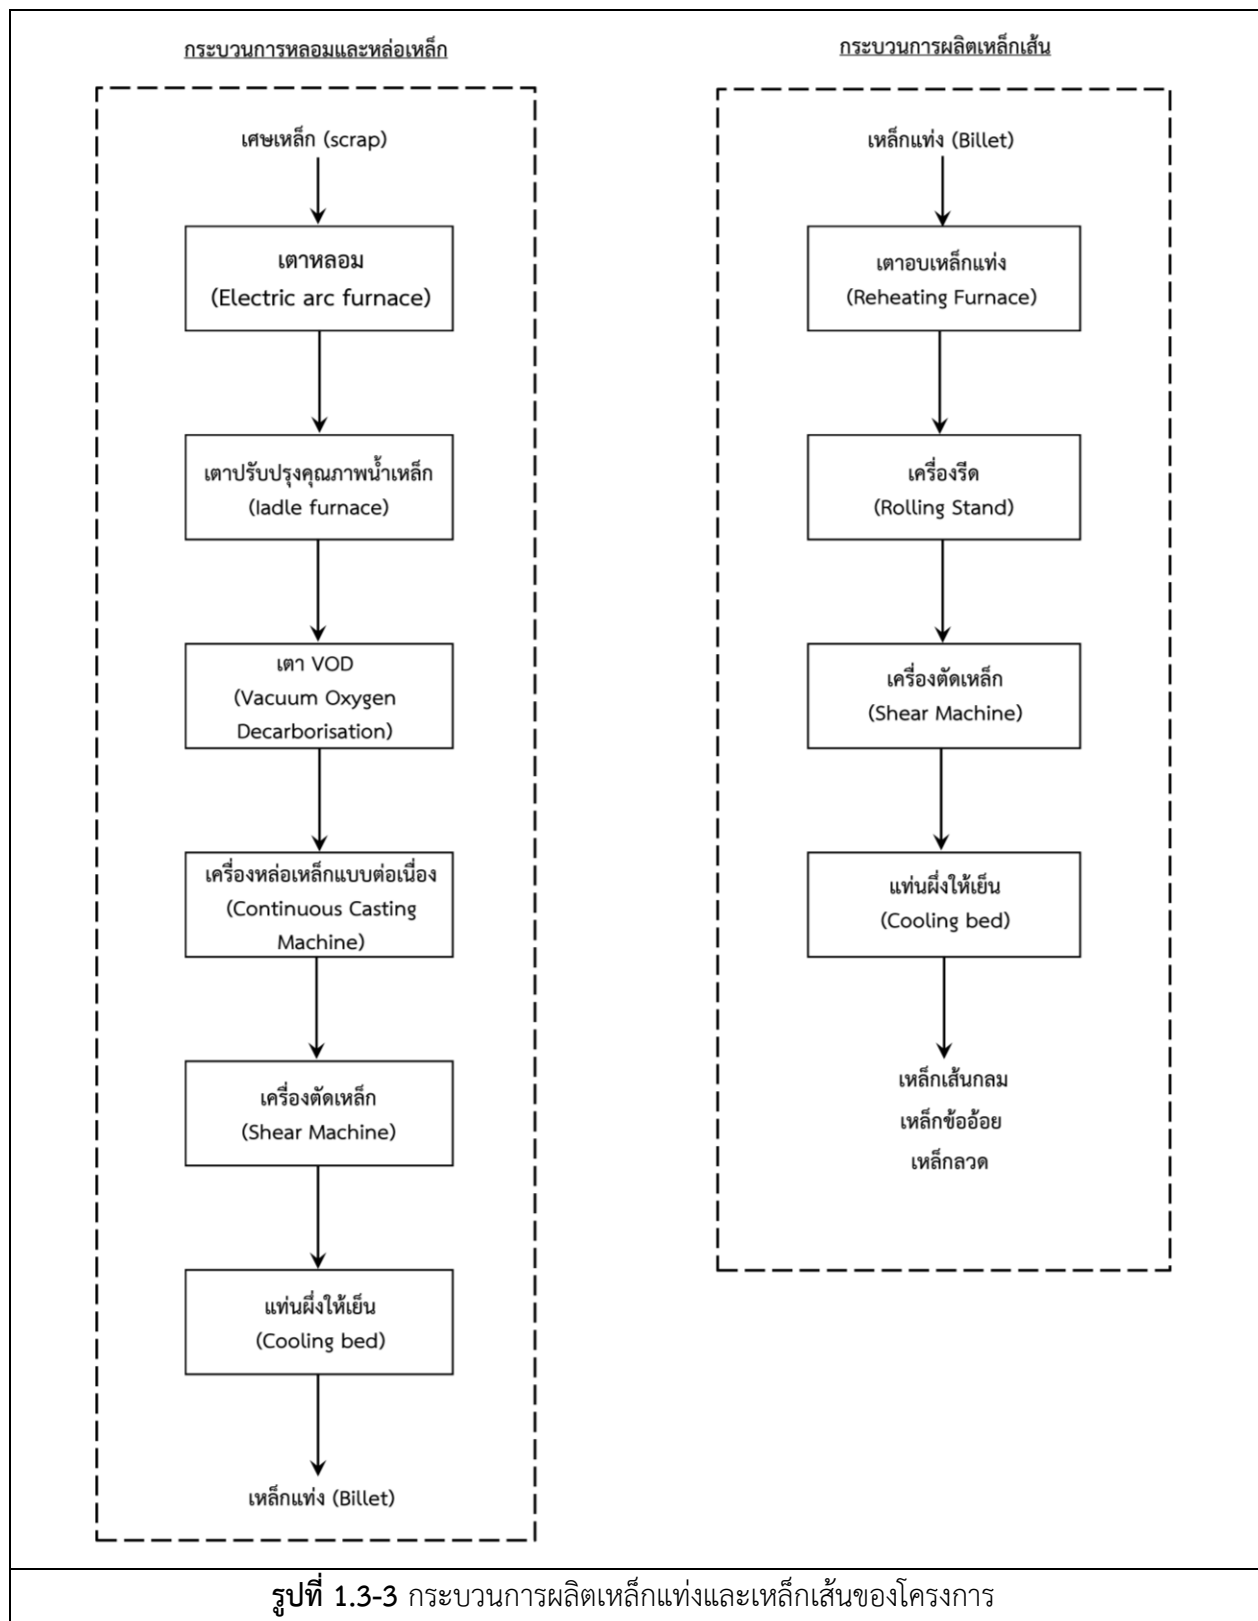 กระบวนการหลอมและหล่อเหล็ก
เศษเหล็ก (scrap)
เตาหลอม
(Electric arc furnace)
เตาปรับปรุงคุณภาพน้ำเหล็ก
(ladle furnace)
เตา VOD
(Vacuum Oxygen
Decarborisation)
เครื่องหล่อเหล็กแบบต่อเนื่อง
(Continuous Casting
Machine)
เครื่องตัดเหล็ก
(Shear Machine)
แท่นผึ่งให้เย็น
(Cooling bed)
เหล็กแท่ง (Billet)
กระบวนการผลิตเหล็กเส้น
เหล็กแท่ง (Billet)
เตาอบเหล็กแท่ง
(Reheating Furnace)
เครื่องรีด
(Rolling Stand)
เครื่องตัดเหล็ก
(Shear Machine)
แท่นผึ่งให้เย็น
(Cooling bed)
เหล็กเส้นกลม
เหล็กข้ออ้อย
เหล็กลวด
รูปที่ 1.3-3 กระบวนการผลิตเหล็กแท่งและเหล็กเส้นของโครงการ